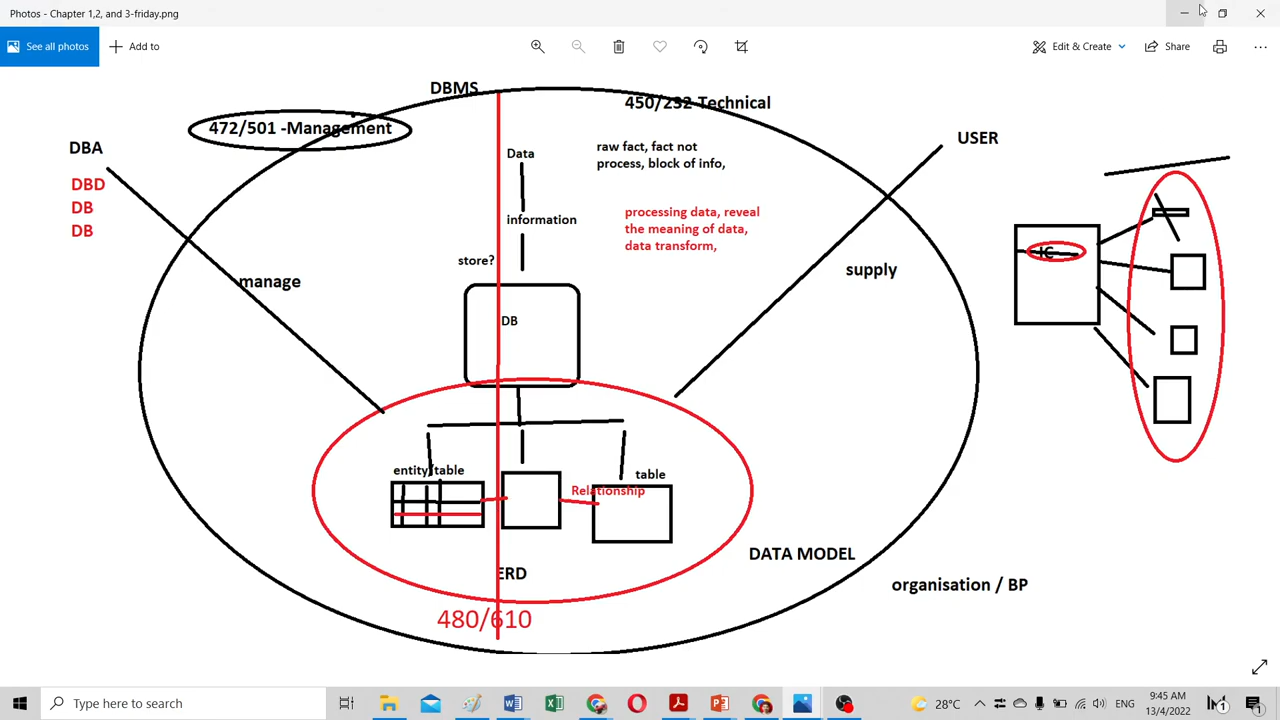 Photos - Chapter 1,2, and 3-friday.png
See all photos
Add to
Edit & Create
Share
DBMS
450/232 Technical
472/501 -Management
DBA
USER
DBD
DB
DB
Data
raw fact, fact not
process, block of info,
information
processing data, reveal
the meaning of data,
data transform,
store?
IC
manage
supply
DB
entity/table
table
Relationship
ERD
DATA MODEL
organisation / BP
480/610
Type here to search
28°C
ENG
9:45 AM
13/4/2022
1
1